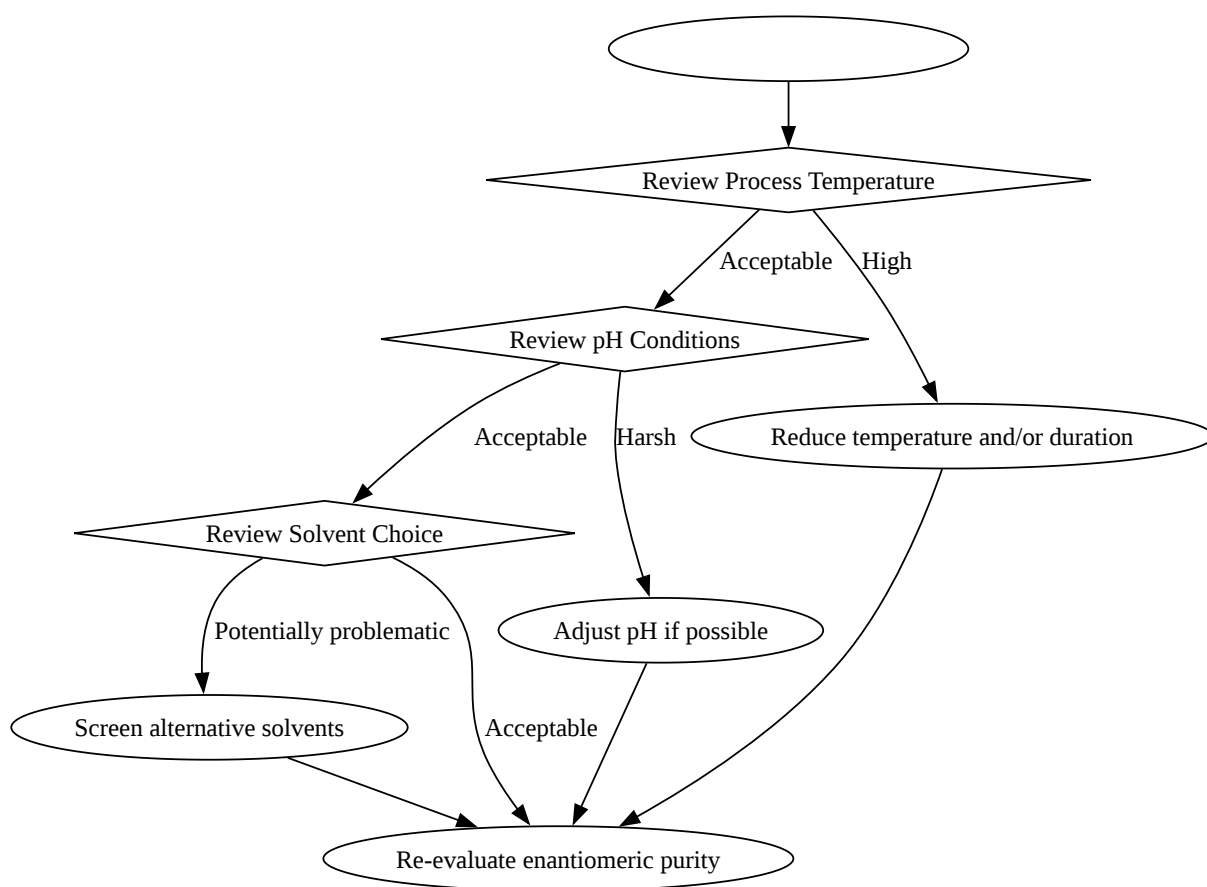 Review Process Temperature
Acceptable
High
Review pH Conditions
Acceptable
Harsh
Reduce temperature and/or duration
Review Solvent Choice
Potentially problematic
Adjust pH if possible
Screen alternative solvents
Acceptable
Re-evaluate enantiomeric purity